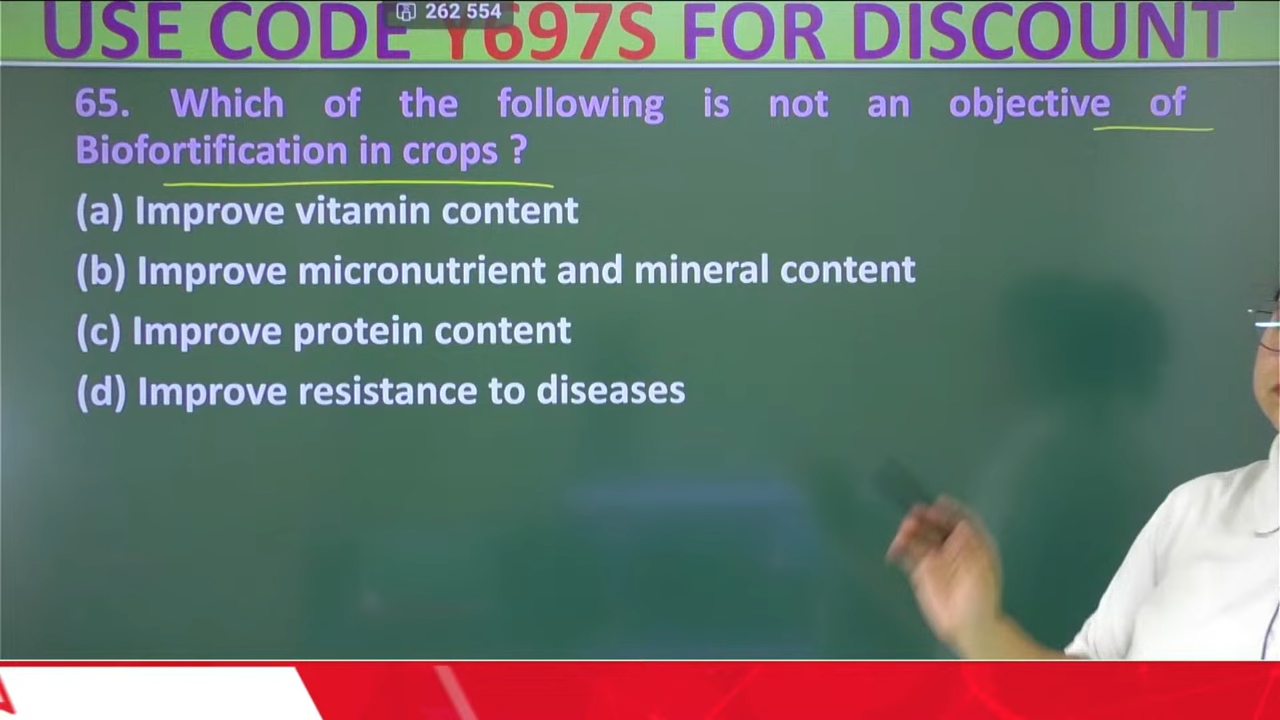 USE CODE Y697S FOR DISCOUNT
262 554
65. Which of the following is not an objective of
Biofortification in crops ?
(a) Improve vitamin content
(b) Improve micronutrient and mineral content
(c) Improve protein content
(d) Improve resistance to diseases